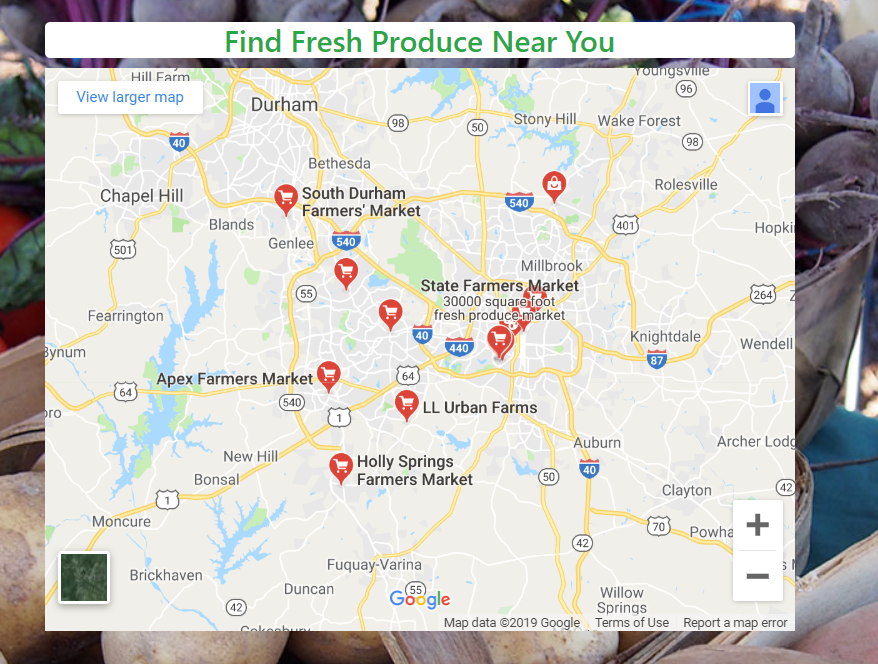 Find Fresh Produce Near You
Hill Farm
Youngsville
View larger map
96
Durham
98
50
Stony Hill
Wake Forest
40
98
Bethesda
Rolesville
Chapel Hill
South Durham
Farmers' Market
540
Blands
401
Hopki
Genlee
540
501
Millbrook
State Farmers Market
30000 square foot
fresh produce market
55
264
Z
Fearrington
40
440
Knightdale
Wendell
Bynum
87
Apex Farmers Market
64
64
540
LL Urban Farms
oro
1
Auburn
Archer Lodg
New Hill
Holly Springs
Farmers Market
40
Bonsal
50
Clayton
42
1
Moncure
70
Powha
42
Fuquay-Varina
Brickhaven
Duncan
55
Google
Willow
Springs
42
Cokesbury
Map data ©2019 Google
Terms of Use
Report a map error